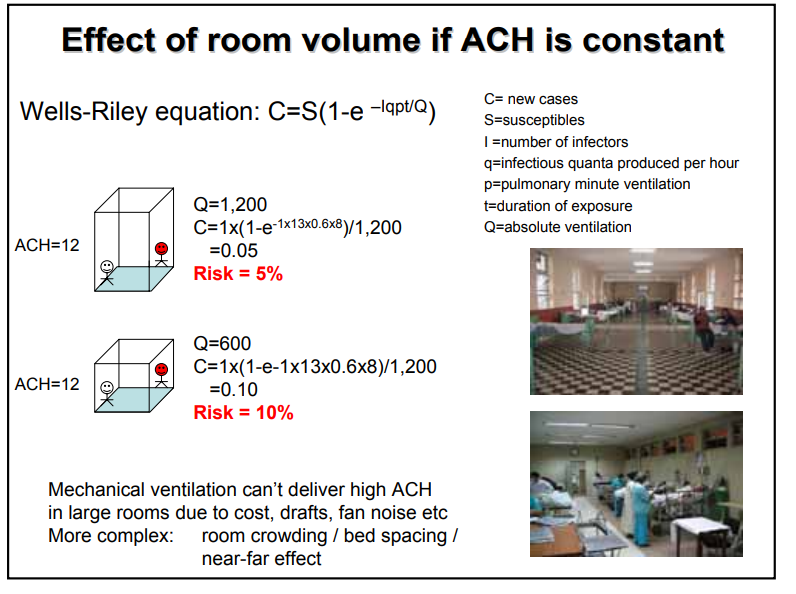 Effect of room volume if ACH is constant
Wells-Riley equation: C=S(1-e –Iqpt/Q)
C= new cases
S=susceptibles
I =number of infectors
q=infectious quanta produced per hour
p=pulmonary minute ventilation
t=duration of exposure
Q=absolute ventilation
ACH=12
Q=1,200
C=1x(1-e-1x13x0.6x8)/1,200
=0.05
Risk = 5%
ACH=12
Q=600
C=1x(1-e-1x13x0.6x8)/1,200
=0.10
Risk = 10%
Mechanical ventilation can’t deliver high ACH
in large rooms due to cost, drafts, fan noise etc
More complex: room crowding / bed spacing /
near-far effect